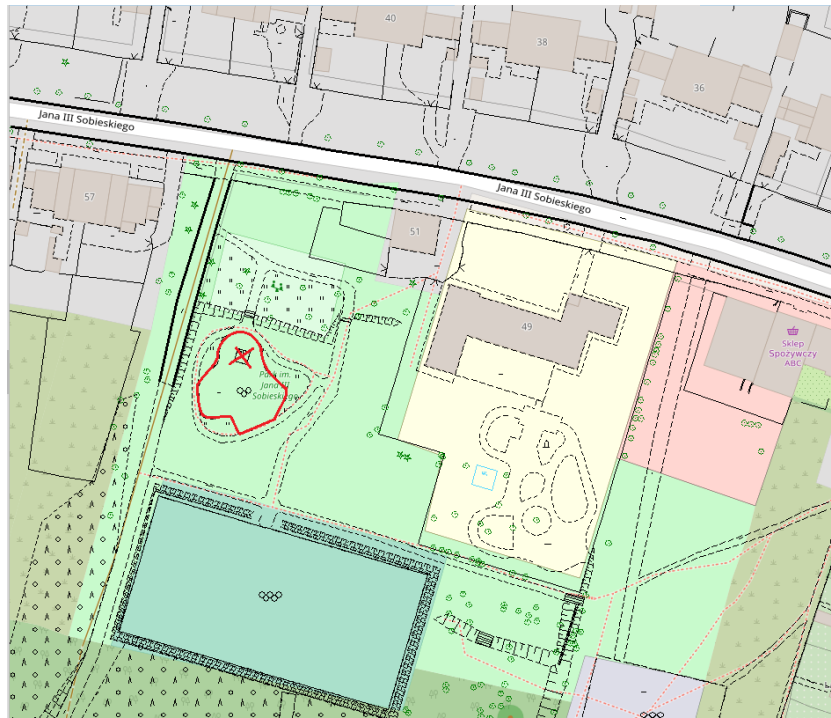 40
38
36
Jana III Sobieskiego
Jana III Sobieskiego
57
51
49
Sklep
Spożywczy
ABC
Park im.
Jana III
Sobieskiego